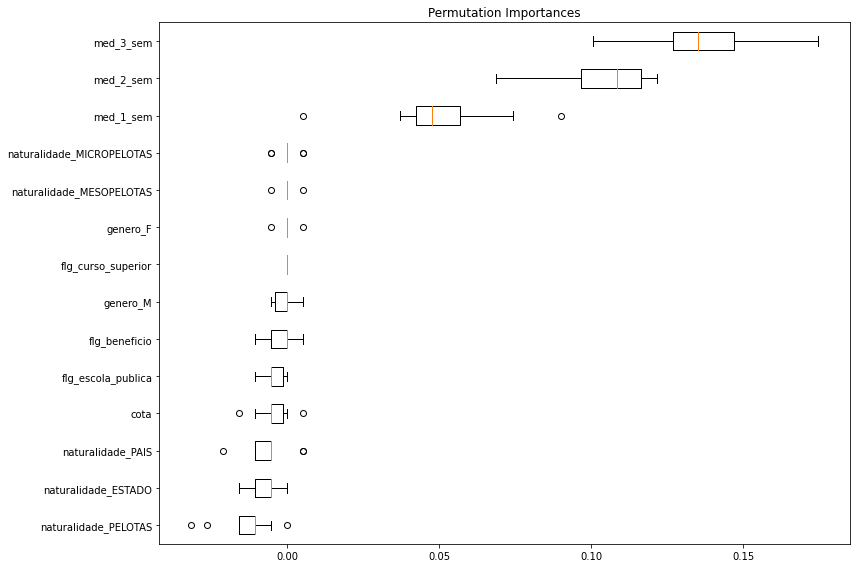 Permutation Importances
med_3_sem
med_2_sem
med_1_sem
naturalidade_MICROPELOTAS
naturalidade_MESOPELOTAS
genero_F
flg_curso_superior
genero_M
flg_beneficio
flg_escola_publica
cota
naturalidade_PAIS
naturalidade_ESTADO
naturalidade_PELOTAS
0.00 0.05 0.10 0.15